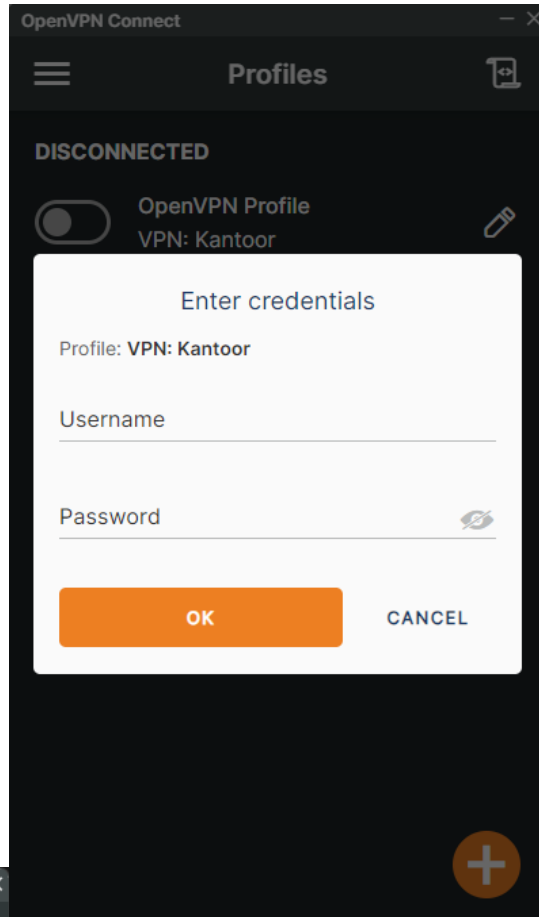 OpenVPN Connect
Profiles
DISCONNECTED
OpenVPN Profile
VPN: Kantoor
Enter credentials
Profile: VPN: Kantoor
Username
Password
OK CANCEL